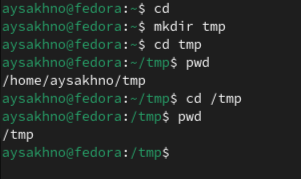 aysakhno@fedora:~$ cd
aysakhno@fedora:~$ mkdir tmp
aysakhno@fedora:~$ cd tmp
aysakhno@fedora:~/tmp$ pwd
/home/aysakhno/tmp
aysakhno@fedora:~/tmp$ cd /tmp
aysakhno@fedora:/tmp$ pwd
/tmp
aysakhno@fedora:/tmp$